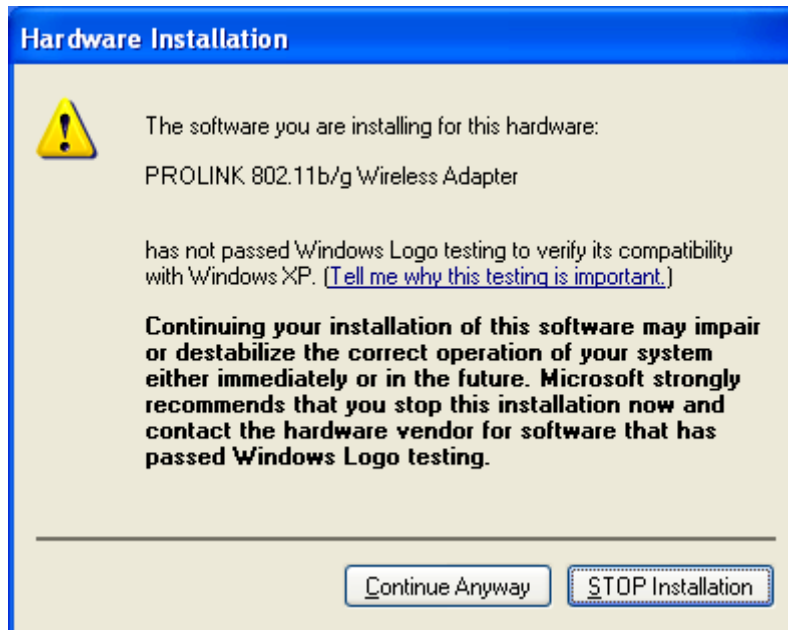 Hardware Installation
The software you are installing for this hardware:
PROLINK 802.11b/g Wireless Adapter
has not passed Windows Logo testing to verify its compatibility
with Windows XP. (Tell me why this testing is important.)
Continuing your installation of this software may impair
or destabilize the correct operation of your system
either immediately or in the future. Microsoft strongly
recommends that you stop this installation now and
contact the hardware vendor for software that has
passed Windows Logo testing.
Continue Anyway
STOP Installation